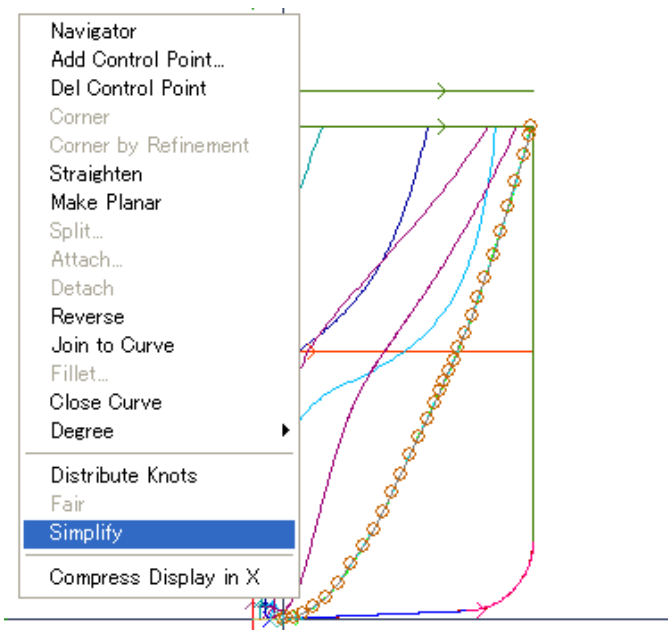 Navigator
Add Control Point...
Del Control Point
Corner
Corner by Refinement
Straighten
Make Planar
Split...
Attach...
Detach
Reverse
Join to Curve
Fillet...
Close Curve
Degree
Distribute Knots
Fair
Simplify
Compress Display in X